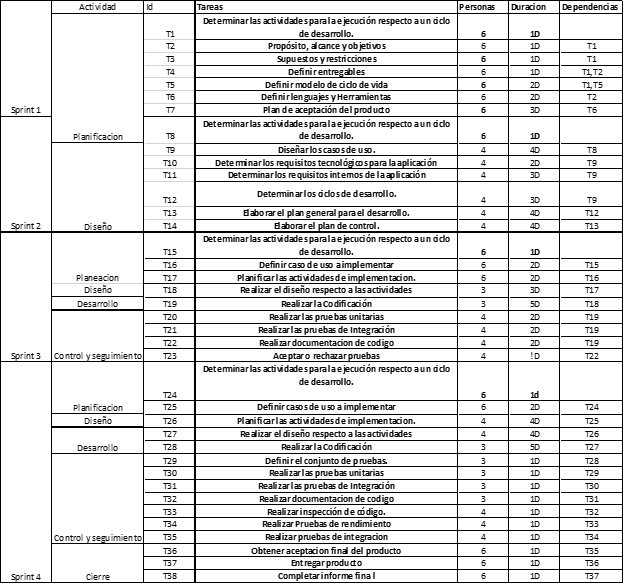 Actividad Id Tareas Personas Duracion Dependencias
Determinar las actividades para la ejecución respecto a un ciclo
T1 de desarrollo. 6 1D
T2 Propósito, alcance y objetivos 6 1D T1
T3 Supuestos y restricciones 6 1D T1
T4 Definir entregables 6 1D T1,T2
T5 Definir modelo de ciclo de vida 6 2D T1,T5
T6 Definir lenguajes y Herramientas 6 2D T2
Sprint 1 T7 Plan de aceptación del producto 6 3D T6
Determinar las actividades para la ejecución respecto a un ciclo
Planificacion T8 de desarrollo. 6 1D
T9 Diseñar los casos de uso. 4 4D T8
T10 Determinar los requisitos tecnológicos para la aplicación 4 2D T9
T11 Determinar los requisitos internos de la aplicación 4 3D T9
T12 Determinar los ciclos de desarrollo. 4 3D T9
T13 Elaborar el plan general para el desarrollo. 4 4D T12
Sprint 2 Diseño T14 Elaborar el plan de control. 4 4D T13
Determinar las actividades para la ejecución respecto a un ciclo
T15 de desarrollo. 6 1D
T16 Definir caso de uso a implementar 6 2D T15
Planeacion T17 Planificar las actividades de implementacion. 6 2D T16
Diseño T18 Realizar el diseño respecto a las actividades 3 3D T17
Desarrollo T19 Realizar la Codificación 3 5D T18
T20 Realizar las pruebas unitarias 4 2D T19
T21 Realizar las pruebas de Integración 4 2D T19
T22 Realizar documentacion de codigo 4 2D T19
Sprint 3 Control y seguimiento T23 Aceptar o rechazar pruebas 4 !D T22
Determinar las actividades para la ejecución respecto a un ciclo
de desarrollo.
T24 6 1d
Planificacion T25 Definir casos de uso a implementar 6 2D T24
Diseño T26 Planificar las actividades de implementacion. 4 4D T25
T27 Realizar el diseño respecto a las actividades 4 4D T26
Desarrollo T28 Realizar la Codificación 3 5D T27
T29 Definir el conjunto de pruebas. 3 1D T28
T30 Realizar las pruebas unitarias 3 1D T29
T31 Realizar las pruebas de Integración 3 1D T30
T32 Realizar documentacion de codigo 3 1D T31
T33 Realizar inspección de código. 4 1D T32
T34 Realizar Pruebas de rendimiento 4 1D T33
Control y seguimiento T35 Realizar pruebas de integracion 4 1D T34
T36 Obtener aceptacion final del producto 6 1D T35
T37 Entregar producto 6 1D T36
Sprint 4 Cierre T38 Completar informe final 6 1D T37